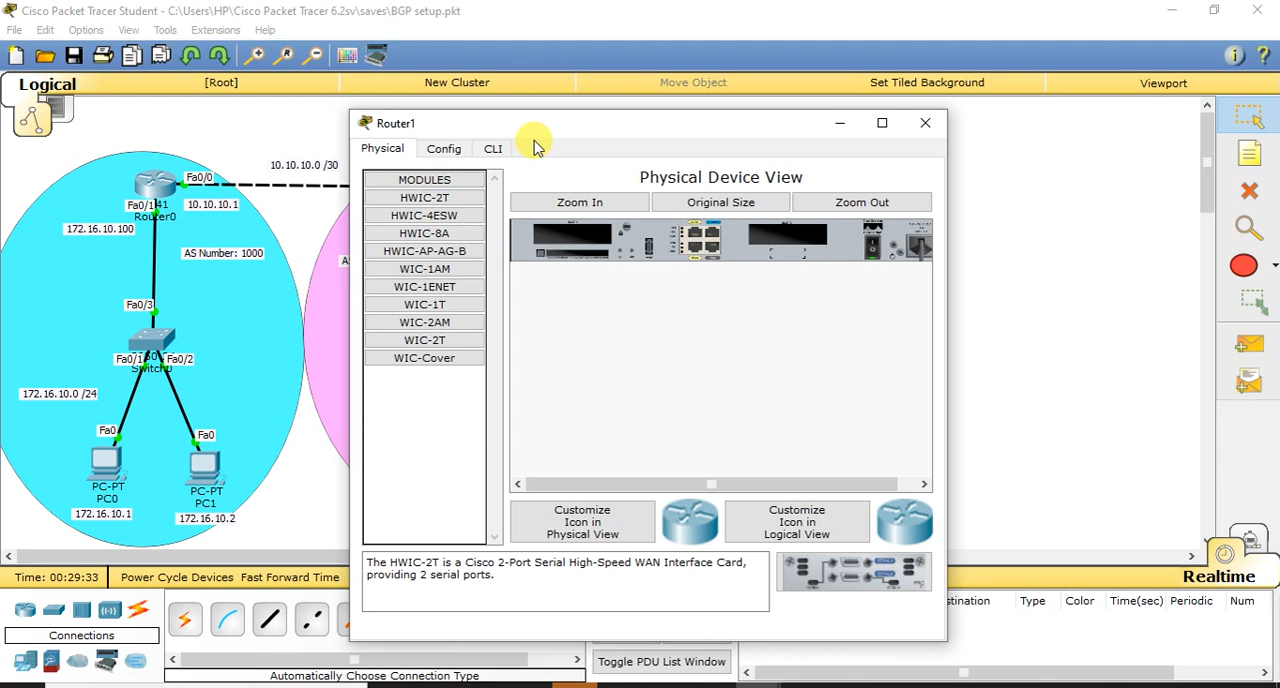 Cisco Packet Tracer Student - C:\Users\HP\Cisco Packet Tracer 6.2sv\saves\BGP setup.pkt
File Edit Options View Tools Extensions Help
Logical
[Root]
New Cluster
Move Object
Set Tiled Background
Viewport
10.10.10.0 /30
Fa0/0
Fa0/1
41
Router0
10.10.10.1
172.16.10.100
AS Number: 1000
Fa0/3
Fa0/1
Fa0/2
Switch0
172.16.10.0 /24
Fa0
Fa0
PC-PT
PC0
172.16.10.1
PC-PT
PC1
172.16.10.2
Router1
Physical Config CLI
MODULES
HWIC-2T
HWIC-4ESW
HWIC-8A
HWIC-AP-AG-B
WIC-1AM
WIC-1ENET
WIC-1T
WIC-2AM
WIC-2T
WIC-Cover
Physical Device View
Zoom In
Original Size
Zoom Out
Customize
Icon in
Physical View
Customize
Icon in
Logical View
The HWIC-2T is a Cisco 2-Port Serial High-Speed WAN Interface Card,
providing 2 serial ports.
Time: 00:29:33 Power Cycle Devices Fast Forward Time
Realtime
Connections
Automatically Choose Connection Type
Toggle PDU List Window
stination Type Color Time(sec) Periodic Num